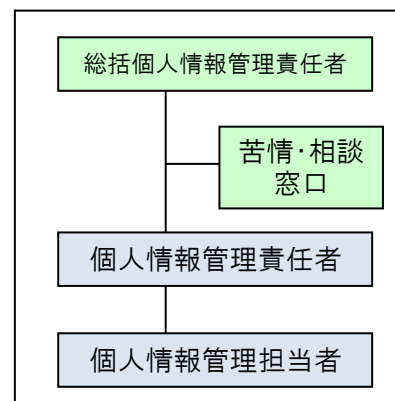 総括個人情報管理責任者
苦情・相談
窓口
個人情報管理責任者
個人情報管理担当者